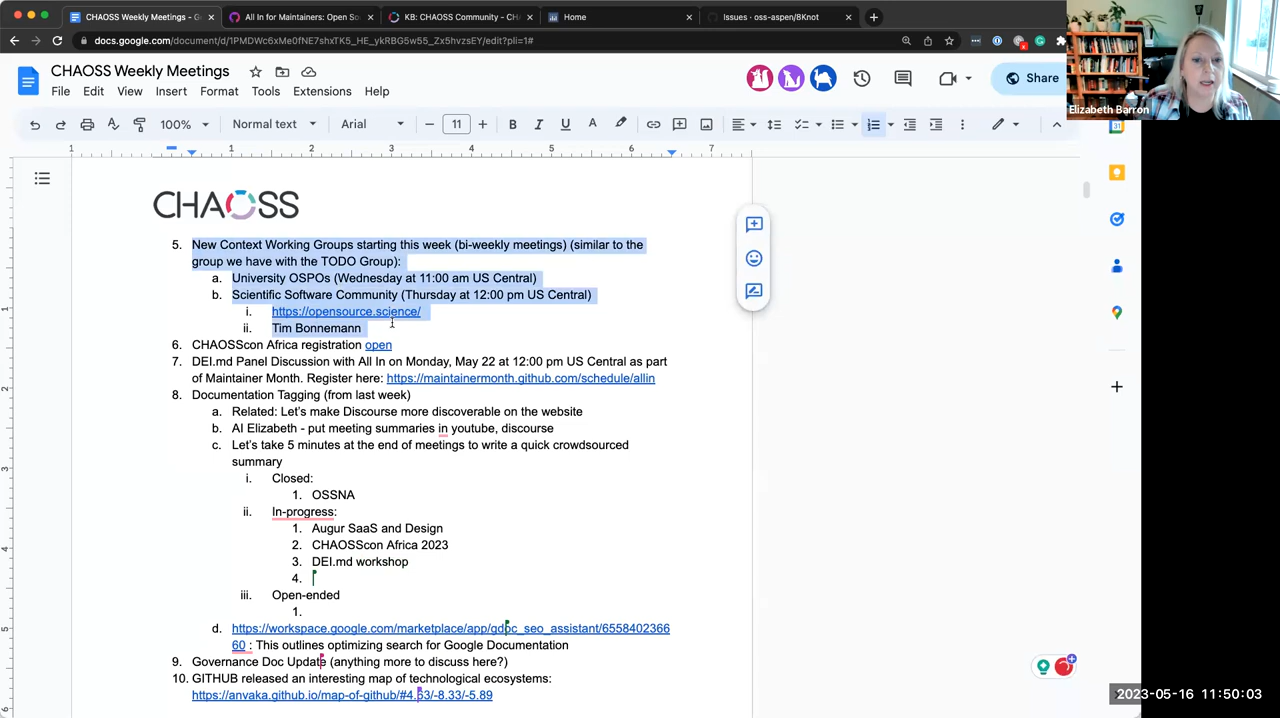 CHAOSS Weekly Meetings - G
All In for Maintainers: Open So
KB: CHAOSS Community - CHA
Home
Issues · oss-aspen/8Knot
docs.google.com/document/d/1PMDWc6xMe0fNE7shxTK5_HE_ykRBG5w55_Zx5hvzsEY/edit?pli=1#
CHAOSS Weekly Meetings
Share
File Edit View Insert Format Tools Extensions Help
Elizabeth Barron
100% Normal text Arial 11
1 1 2 3 4 5 6 7
CHAOSS
5. New Context Working Groups starting this week (bi-weekly meetings) (similar to the
group we have with the TODO Group):
a. University OSPOs (Wednesday at 11:00 am US Central)
b. Scientific Software Community (Thursday at 12:00 pm US Central)
i. https://opensource.science/
ii. Tim Bonnemann
6. CHAOSScon Africa registration open
7. DEI.md Panel Discussion with All In on Monday, May 22 at 12:00 pm US Central as part
of Maintainer Month. Register here: https://maintainermonth.github.com/schedule/allin
8. Documentation Tagging (from last week)
a. Related: Let's make Discourse more discoverable on the website
b. AI Elizabeth - put meeting summaries in youtube, discourse
c. Let's take 5 minutes at the end of meetings to write a quick crowdsourced
summary
i. Closed:
1. OSSNA
ii. In-progress:
1. Augur SaaS and Design
2. CHAOSScon Africa 2023
3. DEI.md workshop
4.
iii. Open-ended
1.
d. https://workspace.google.com/marketplace/app/gdoc_seo_assistant/6558402366
60 : This outlines optimizing search for Google Documentation
9. Governance Doc Update (anything more to discuss here?)
10. GITHUB released an interesting map of technological ecosystems:
https://anvaka.github.io/map-of-github/#4.63/-8.33/-5.89
2023-05-16 11:50:03